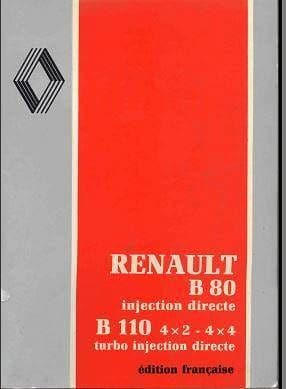 RENAULT
B 80
injection directe
B 110 4×2 - 4×4
turbo injection directe
édition française